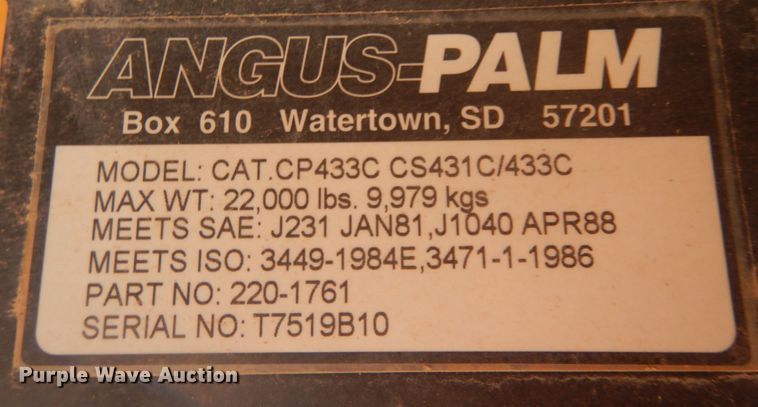 ANGUS-PALM
Box 610 Watertown, SD 57201
MODEL: CAT.CP433C CS431C/433C
MAX WT: 22,000 lbs. 9,979 kgs
MEETS SAE: J231 JAN81,J1040 APR88
MEETS ISO: 3449-1984E,3471-1-1986
PART NO: 220-1761
SERIAL NO: T7519B10
Purple Wave Auction